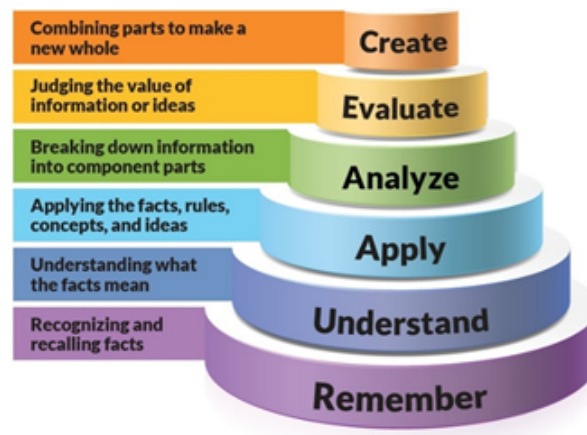 Combining parts to make a
new whole
Create
Judging the value of
information or ideas
Evaluate
Breaking down information
into component parts
Analyze
Applying the facts, rules,
concepts, and ideas
Apply
Understanding what
the facts mean
Understand
Recognizing and
recalling facts
Remember